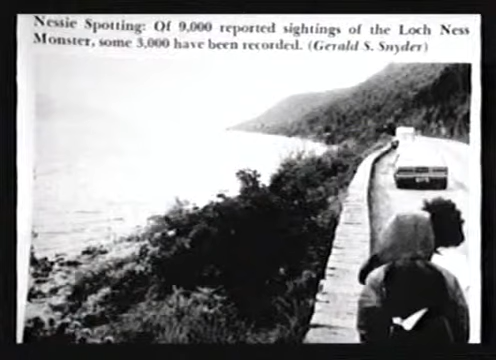 Nessie Spotting: Of 9,000 reported sightings of the Loch Ness
Monster, some 3,000 have been recorded. (Gerald S. Snyder)